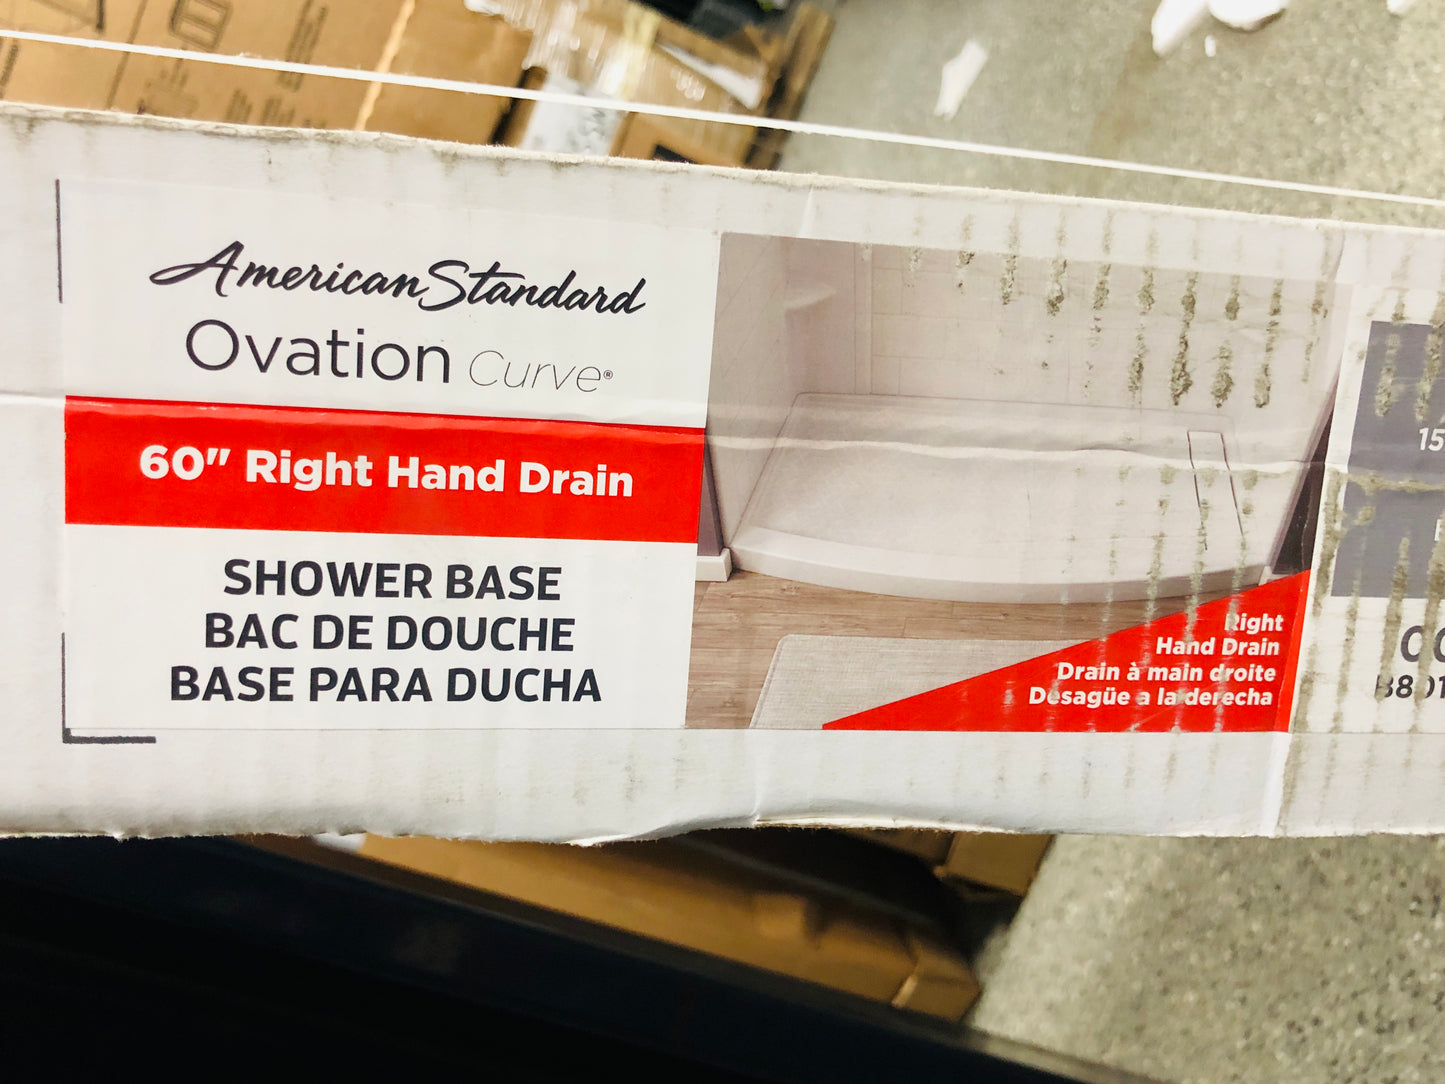 American Standard
Ovation Curve®
60" Right Hand Drain
SHOWER BASE
BAC DE DOUCHE
BASE PARA DUCHA
Right
Hand Drain
Drain à main droite
Desagüe a la derecha
15